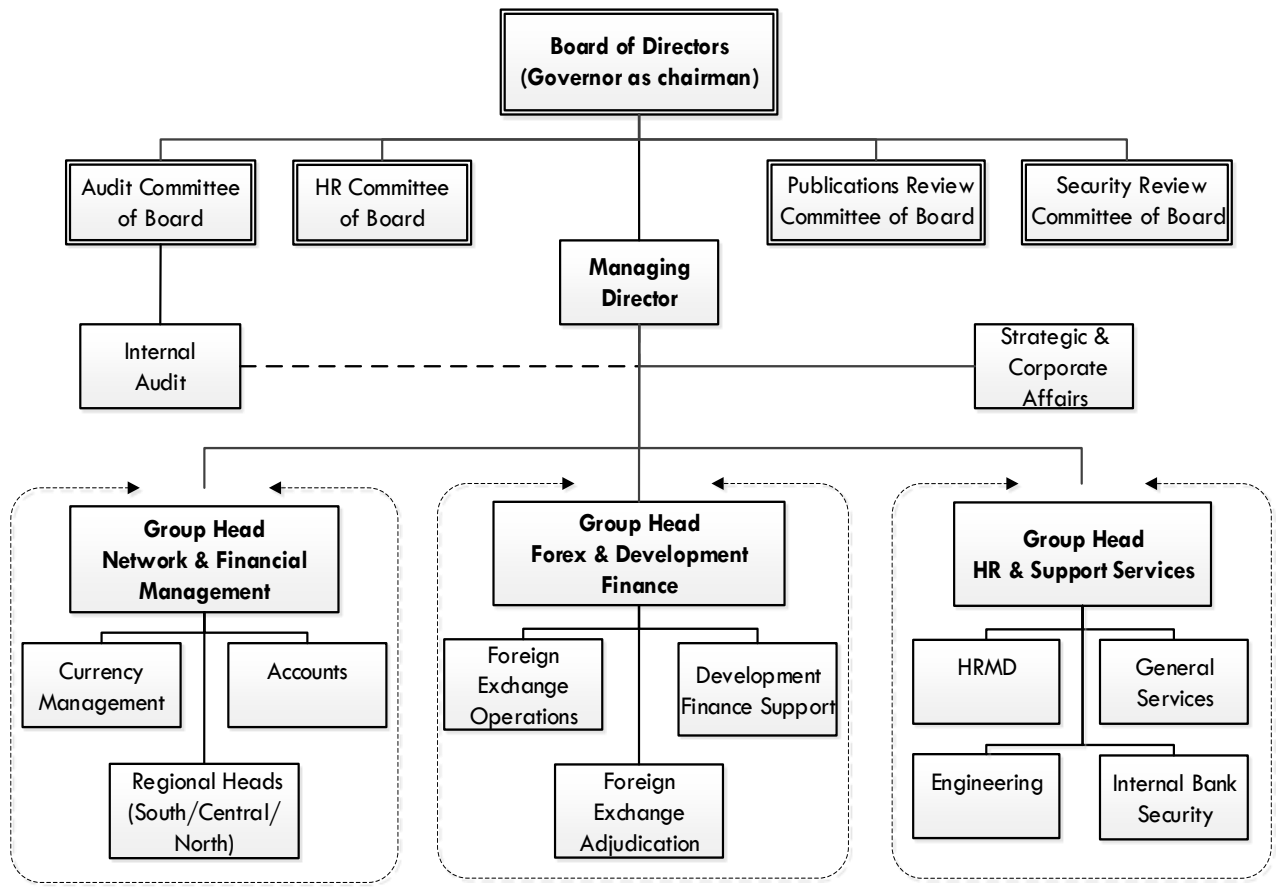 Board of Directors
(Governor as chairman)
Audit Committee
of Board
HR Committee
of Board
Publications Review
Committee of Board
Security Review
Committee of Board
Managing
Director
Internal
Audit
Strategic &
Corporate
Affairs
Group Head
Network & Financial
Management
Group Head
Forex & Development
Finance
Group Head
HR & Support Services
Currency
Management
Accounts
Foreign
Exchange
Operations
Development
Finance Support
HRMD
General
Services
Regional Heads
(South/Central/
North)
Foreign
Exchange
Adjudication
Engineering
Internal Bank
Security